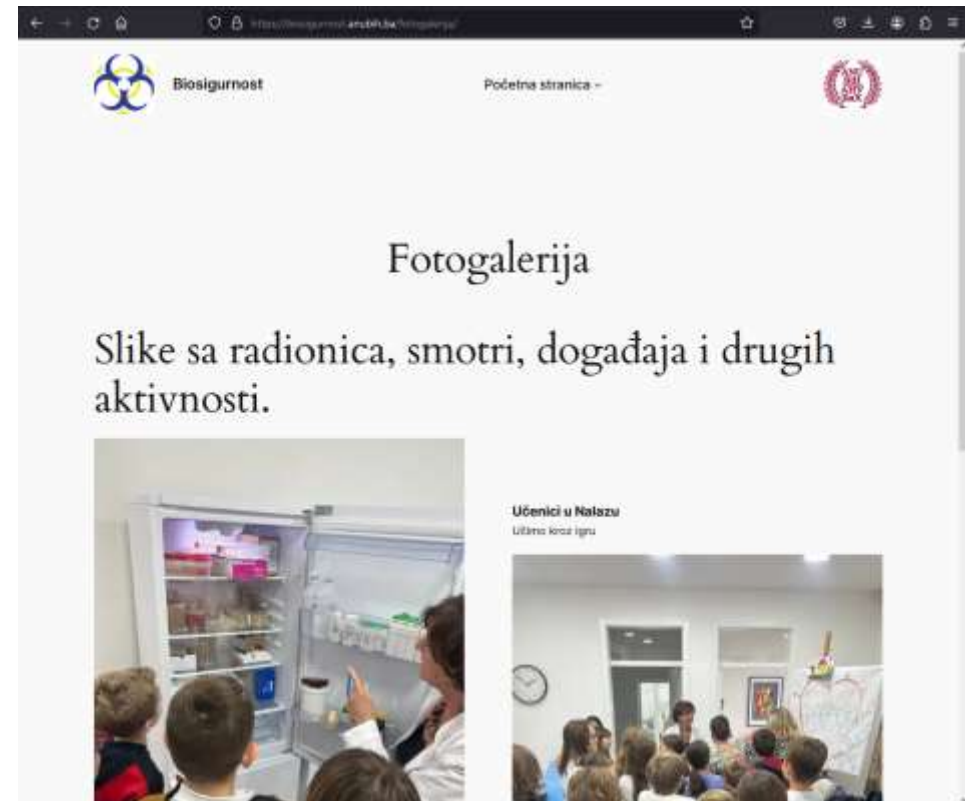 Biosigurnost
Početna stranica –
Fotogalerija
Slike sa radionica, smotri, događaja i drugih
aktivnosti.
Učenici u Nalazu
Učimo kroz igru